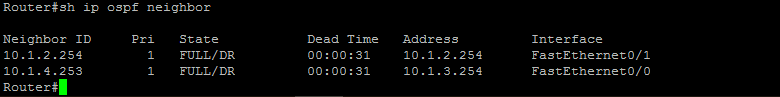 Router#sh ip ospf neighbor
Neighbor ID     Pri   State           Dead Time   Address         Interface
10.1.2.254        1   FULL/DR         00:00:31    10.1.2.254      FastEthernet0/1
10.1.4.253        1   FULL/DR         00:00:31    10.1.3.254      FastEthernet0/0
Router#